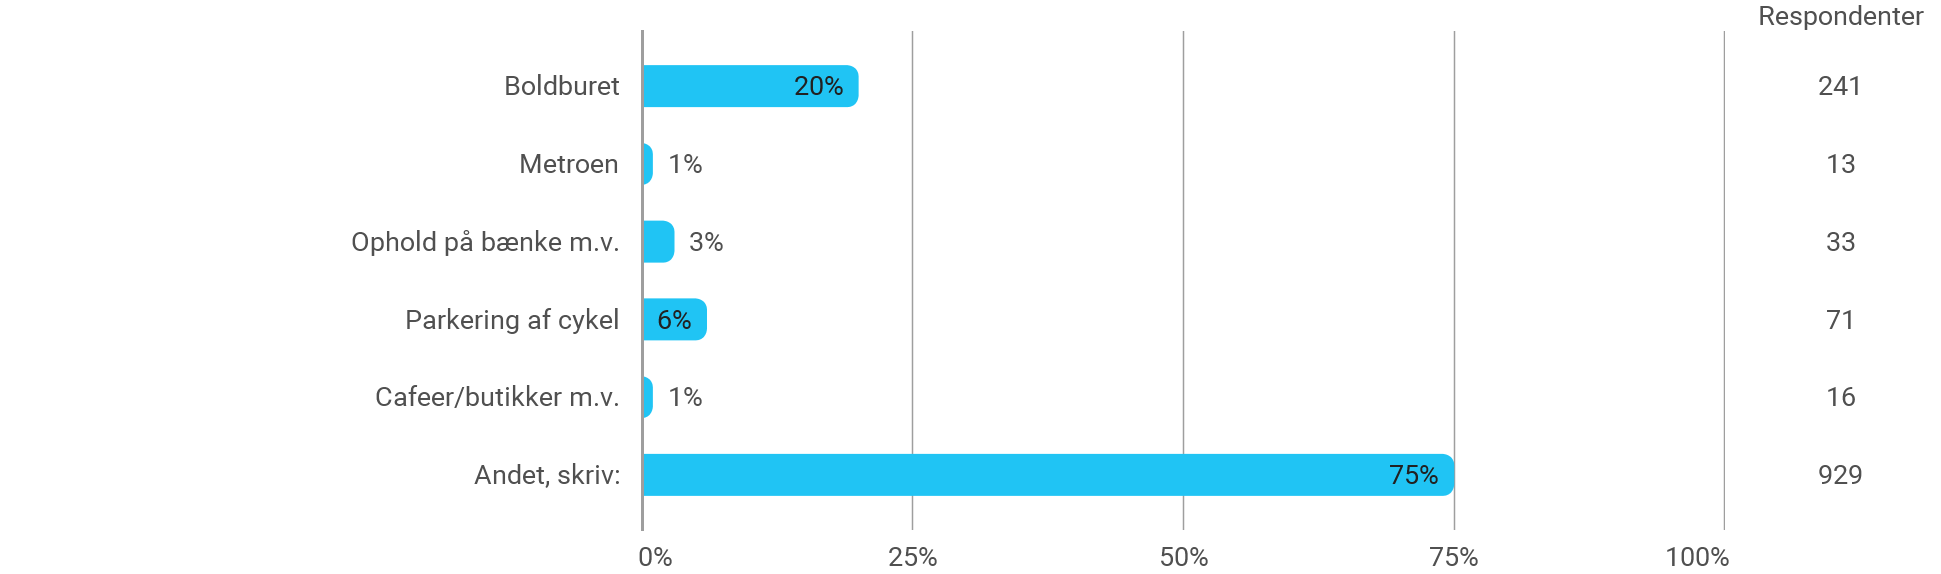 Respondenter
Boldburet 20% 241
Metroen 1% 13
Ophold på bænke m.v. 3% 33
Parkering af cykel 6% 71
Cafeer/butikker m.v. 1% 16
Andet, skriv: 75% 929
0% 25% 50% 75% 100%